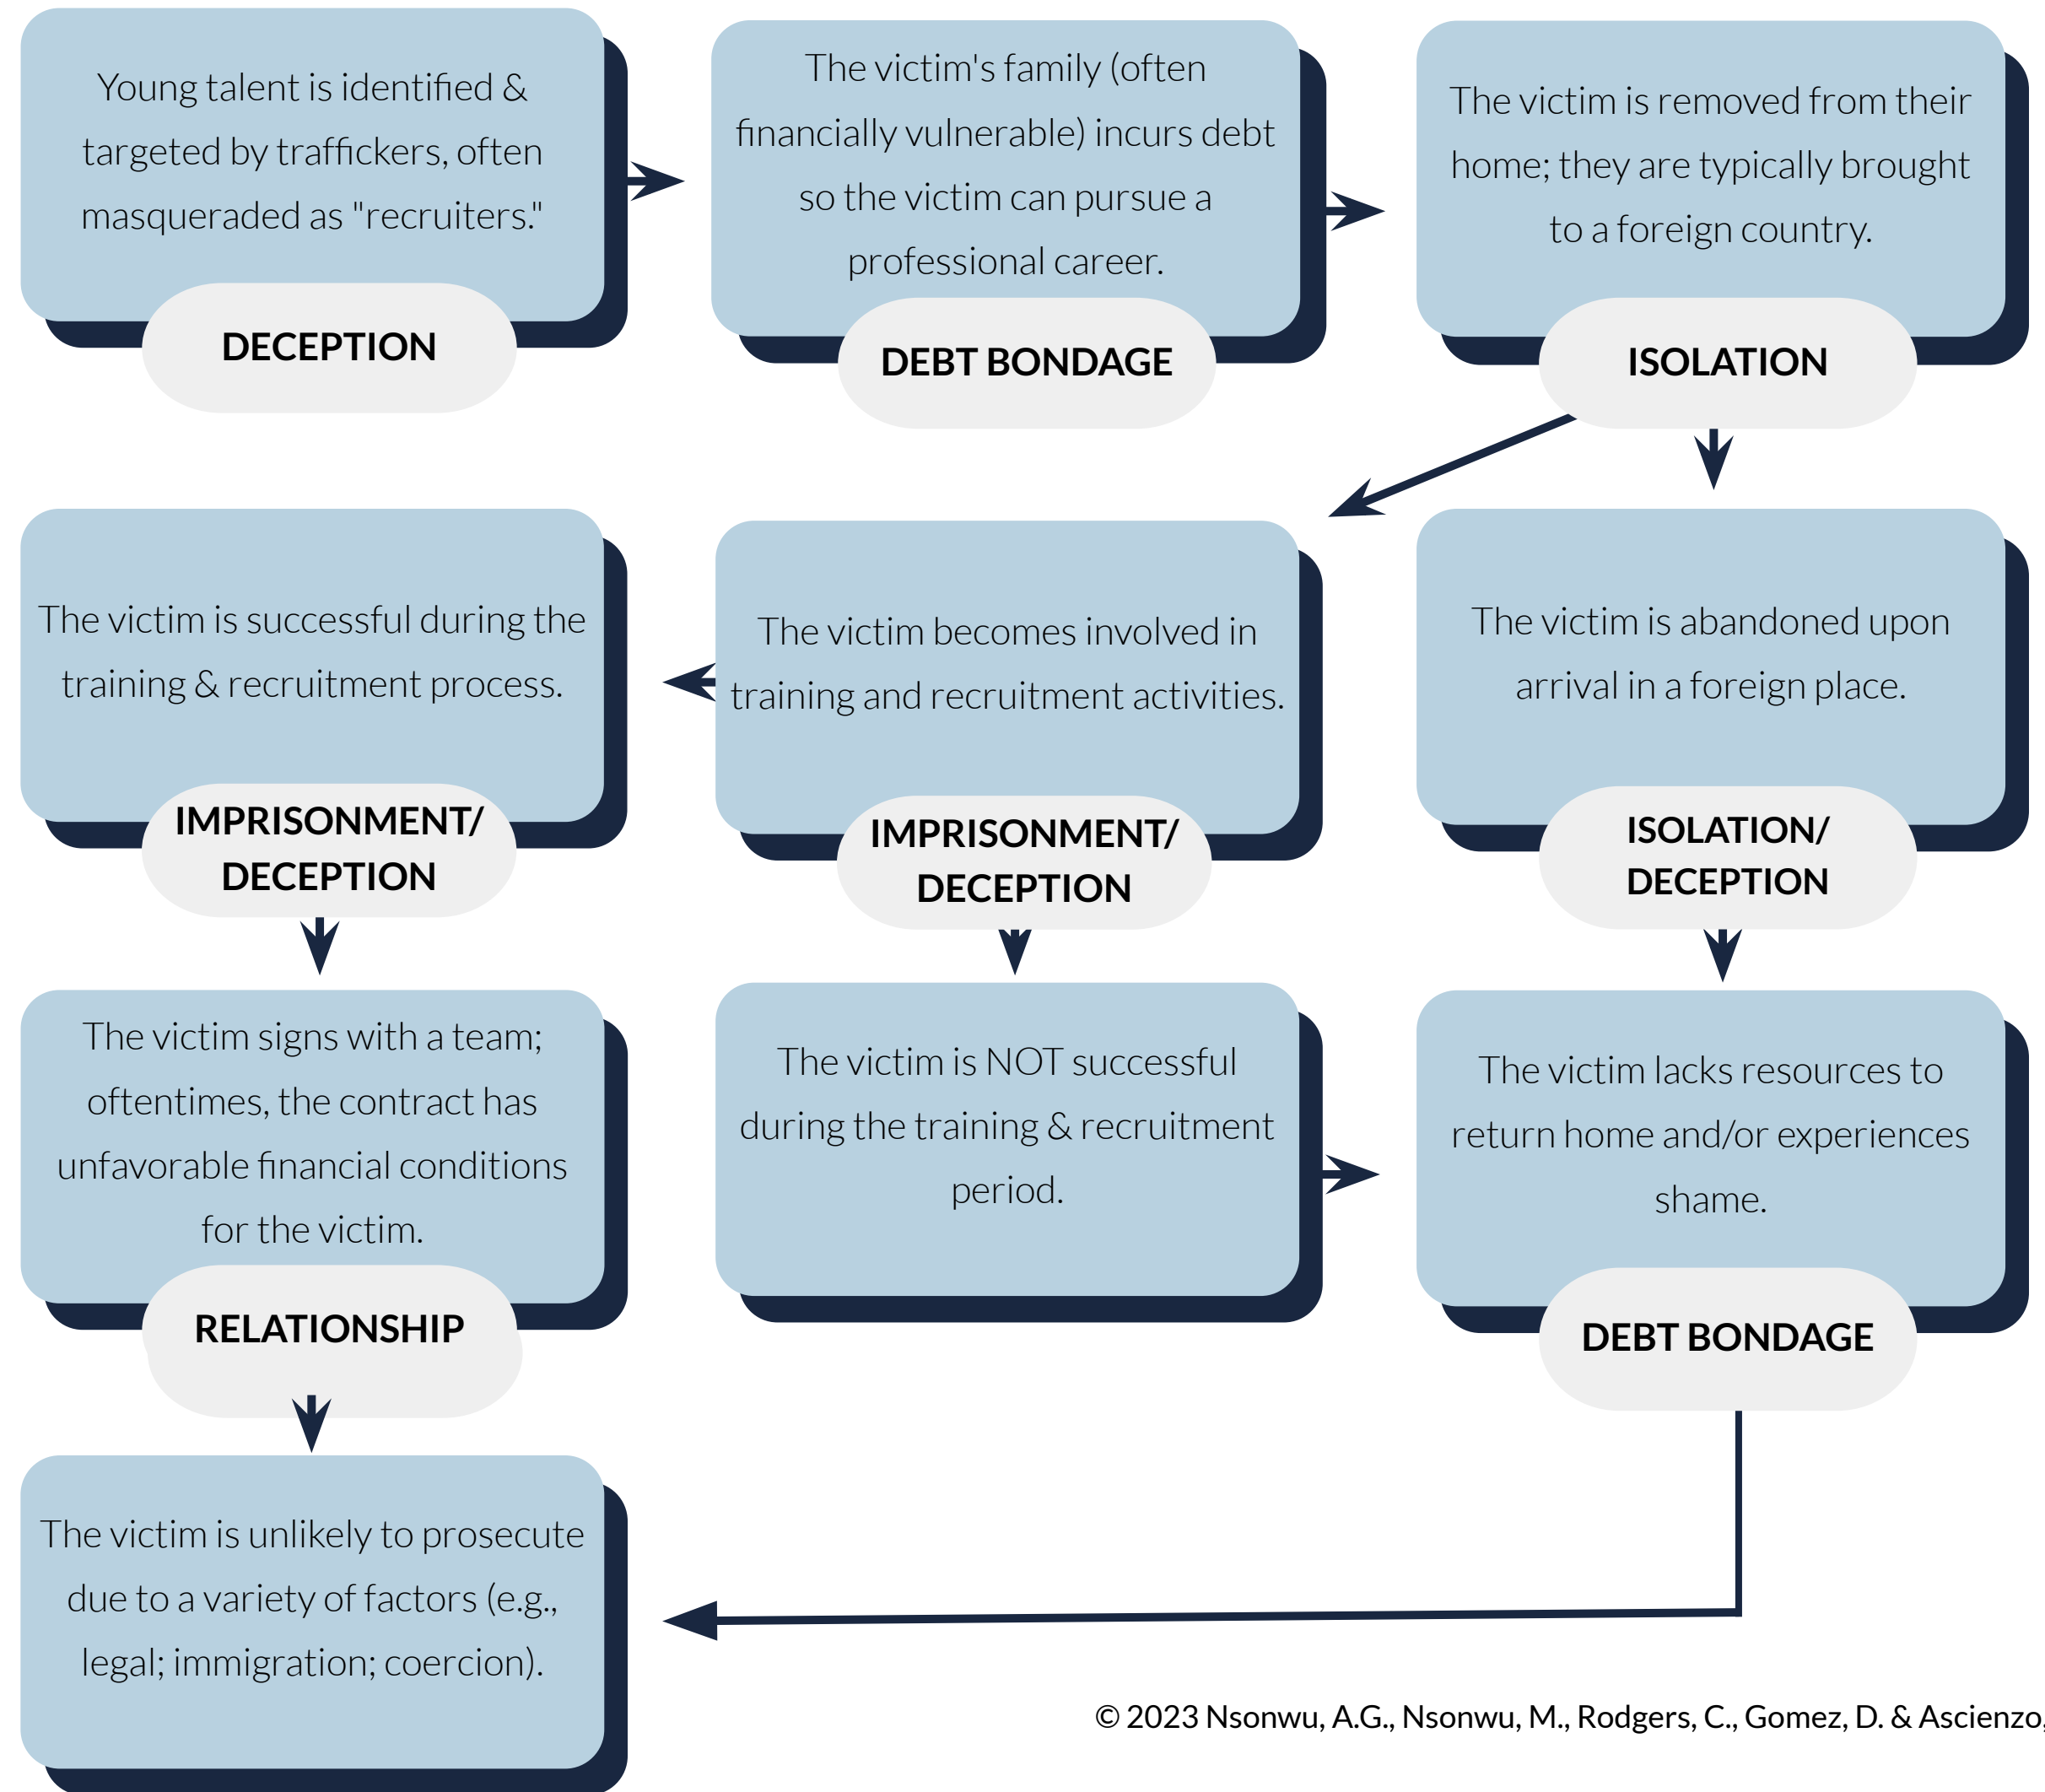 Young talent is identified &
targeted by traffickers, often
masqueraded as "recruiters."
DECEPTION
The victim's family (often
financially vulnerable) incurs debt
so the victim can pursue a
professional career.
DEBT BONDAGE
The victim is removed from their
home; they are typically brought
to a foreign country.
ISOLATION
The victim is successful during the
training & recruitment process.
IMPRISONMENT/
DECEPTION
The victim becomes involved in
training and recruitment activities.
IMPRISONMENT/
DECEPTION
The victim is abandoned upon
arrival in a foreign place.
ISOLATION/
DECEPTION
The victim signs with a team;
oftentimes, the contract has
unfavorable financial conditions
for the victim.
RELATIONSHIP
The victim is NOT successful
during the training & recruitment
period.
The victim lacks resources to
return home and/or experiences
shame.
DEBT BONDAGE
The victim is unlikely to prosecute
due to a variety of factors (e.g.,
legal; immigration; coercion).
© 2023 Nsonwu, A.G., Nsonwu, M., Rodgers, C., Gomez, D. & Ascienzo,